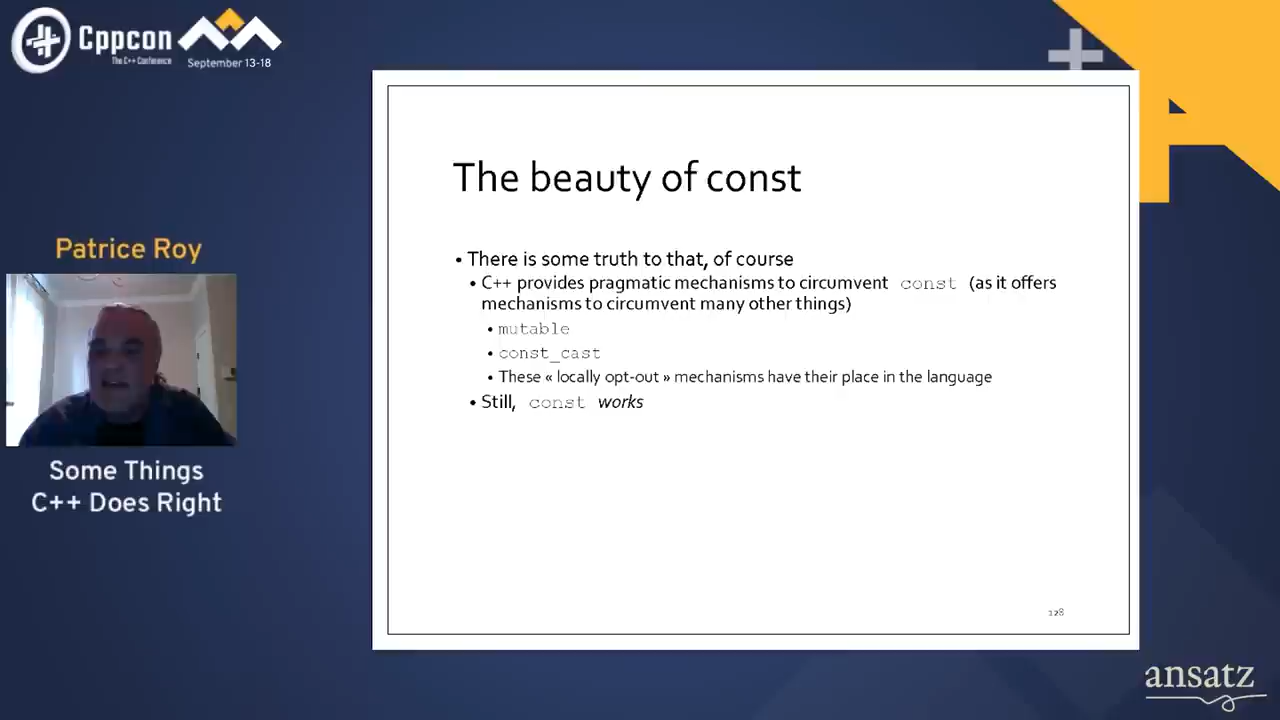 Cppcon
The C++ Conference
September 13-18
Patrice Roy
Some Things
C++ Does Right
The beauty of const
• There is some truth to that, of course
• C++ provides pragmatic mechanisms to circumvent const (as it offers
mechanisms to circumvent many other things)
• mutable
• const_cast
• These « locally opt-out » mechanisms have their place in the language
• Still, const works
128
ansatz